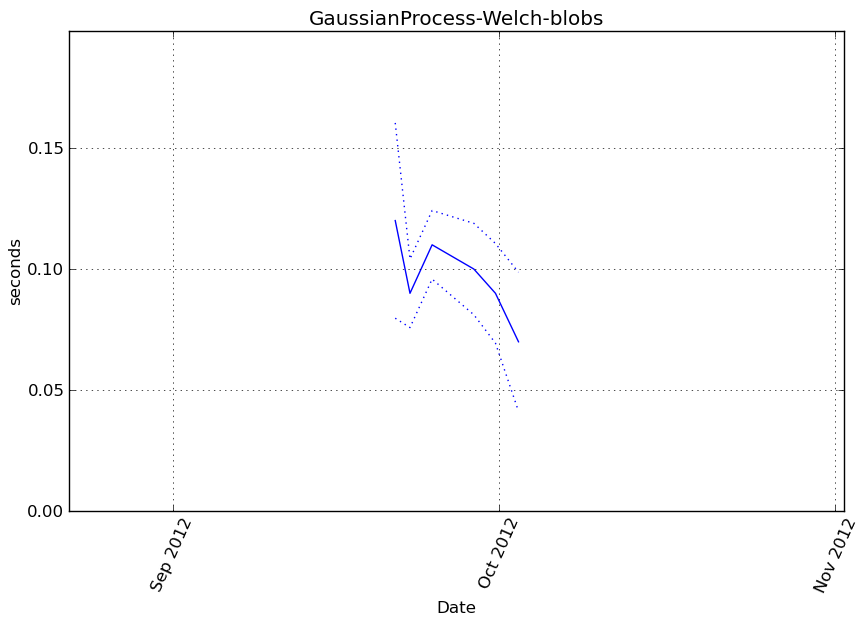 GaussianProcess-Welch-blobs
seconds
0.15
0.10
0.05
0.00
Sep 2012
Oct 2012
Nov 2012
Date